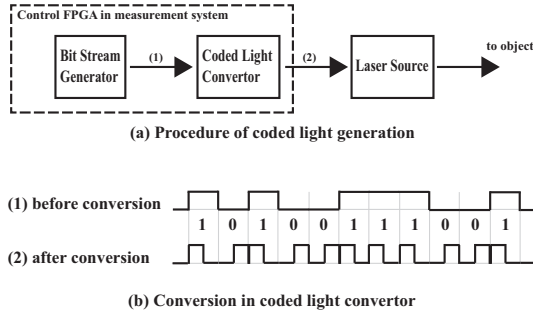 Control FPGA in measurement system
Bit Stream
Generator
(1)
Coded Light
Convertor
(2)
Laser Source
to object
(a) Procedure of coded light generation
(1) before conversion
1 0 1 0 0 1 1 1 0 0 1
(2) after conversion
(b) Conversion in coded light convertor